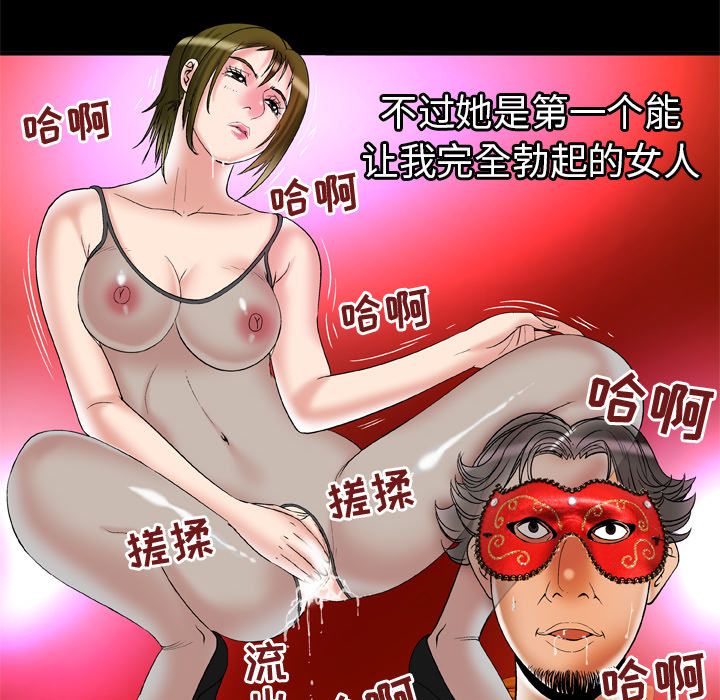 哈啊
不过她是第一个能
让我完全勃起的女人
哈啊
哈啊
哈啊
搓揉
搓揉
流
哈啊